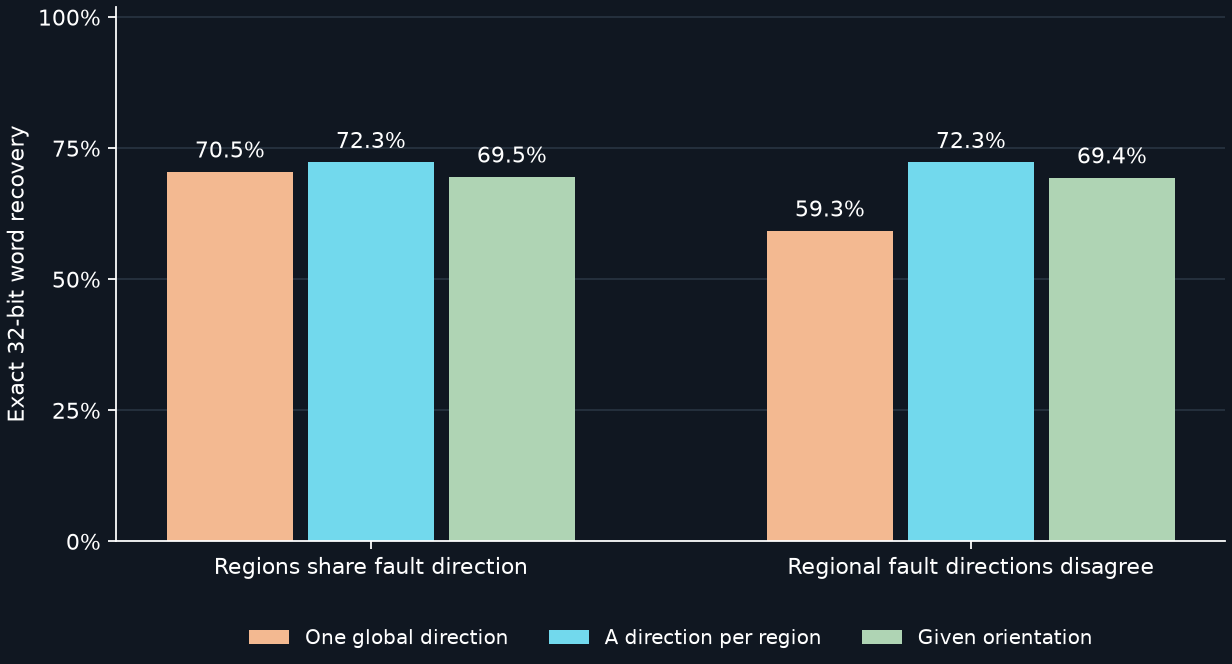 100%
75%
50%
25%
0%
Exact 32-bit word recovery
70.5%
72.3%
69.5%
59.3%
72.3%
69.4%
Regions share fault direction
Regional fault directions disagree
One global direction
A direction per region
Given orientation